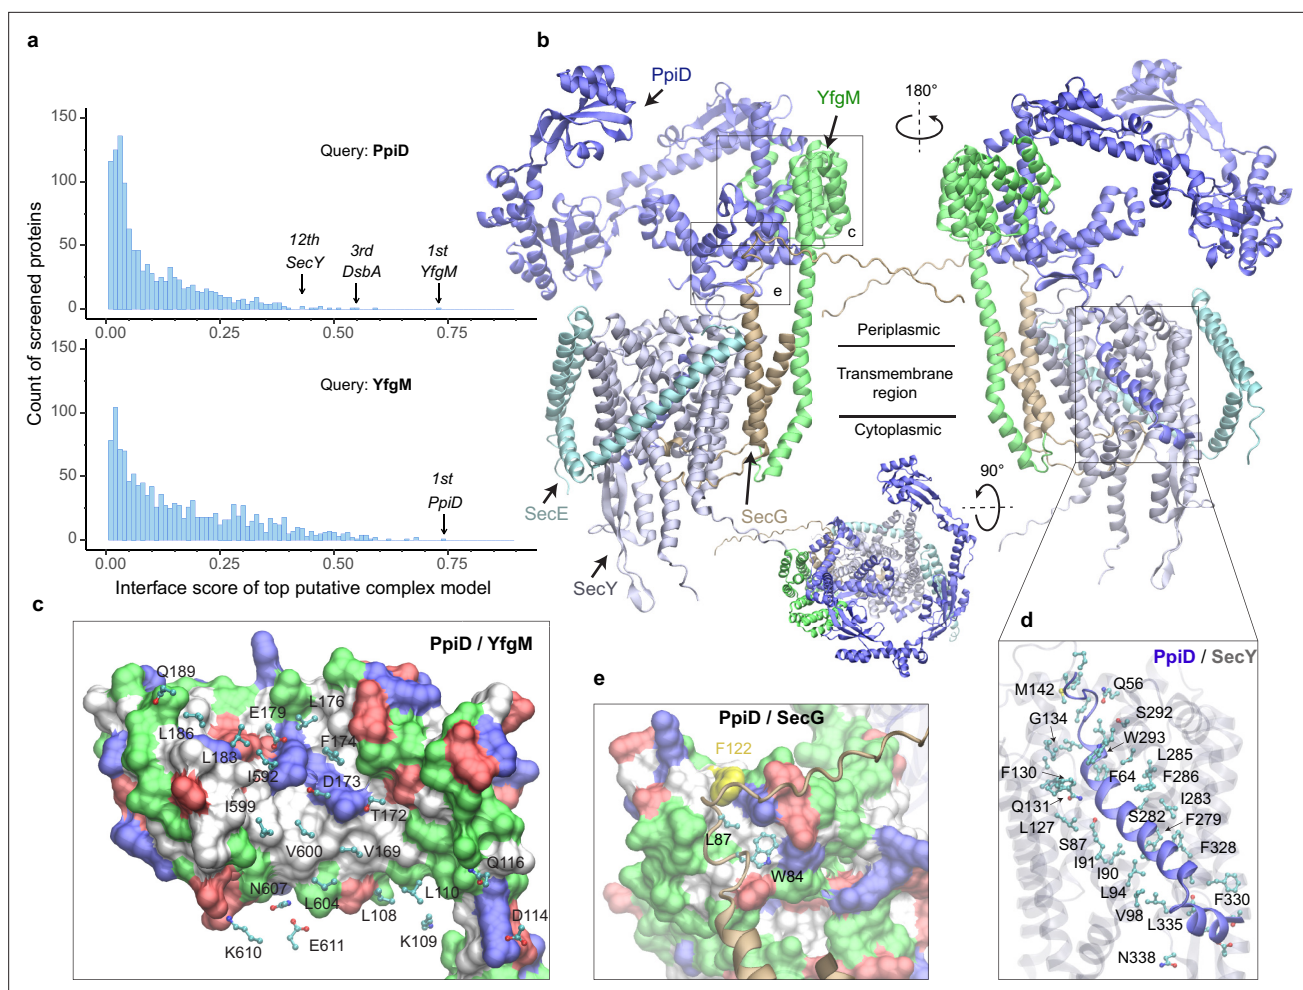 a
Count of screened proteins
150
100
50
0
Query: PpiD
12th
SecY
3rd
DsbA
1st
YfgM
0.00
0.25
0.50
0.75
150
100
50
0
Query: YfgM
1st
PpiD
0.00
0.25
0.50
0.75
Interface score of top putative complex model
b
PpiD
YfgM
180°
c
e
Periplasmic
Transmembrane
region
Cytoplasmic
SecE
SecG
SecY
90°
c
PpiD / YfgM
Q189
L176
E179
L186
F174
L183
I592
D173
I599
T172
V600
V169
Q116
N607
L604
L110
L108
D114
K109
K610
E611
e
PpiD / SecG
F122
L87
W84
d
PpiD / SecY
M142
Q56
G134
S292
W293
L285
F130
F64
F286
Q131
I283
S282
F279
L127
S87
F328
I91
I90
L94
F330
V98
L335
N338